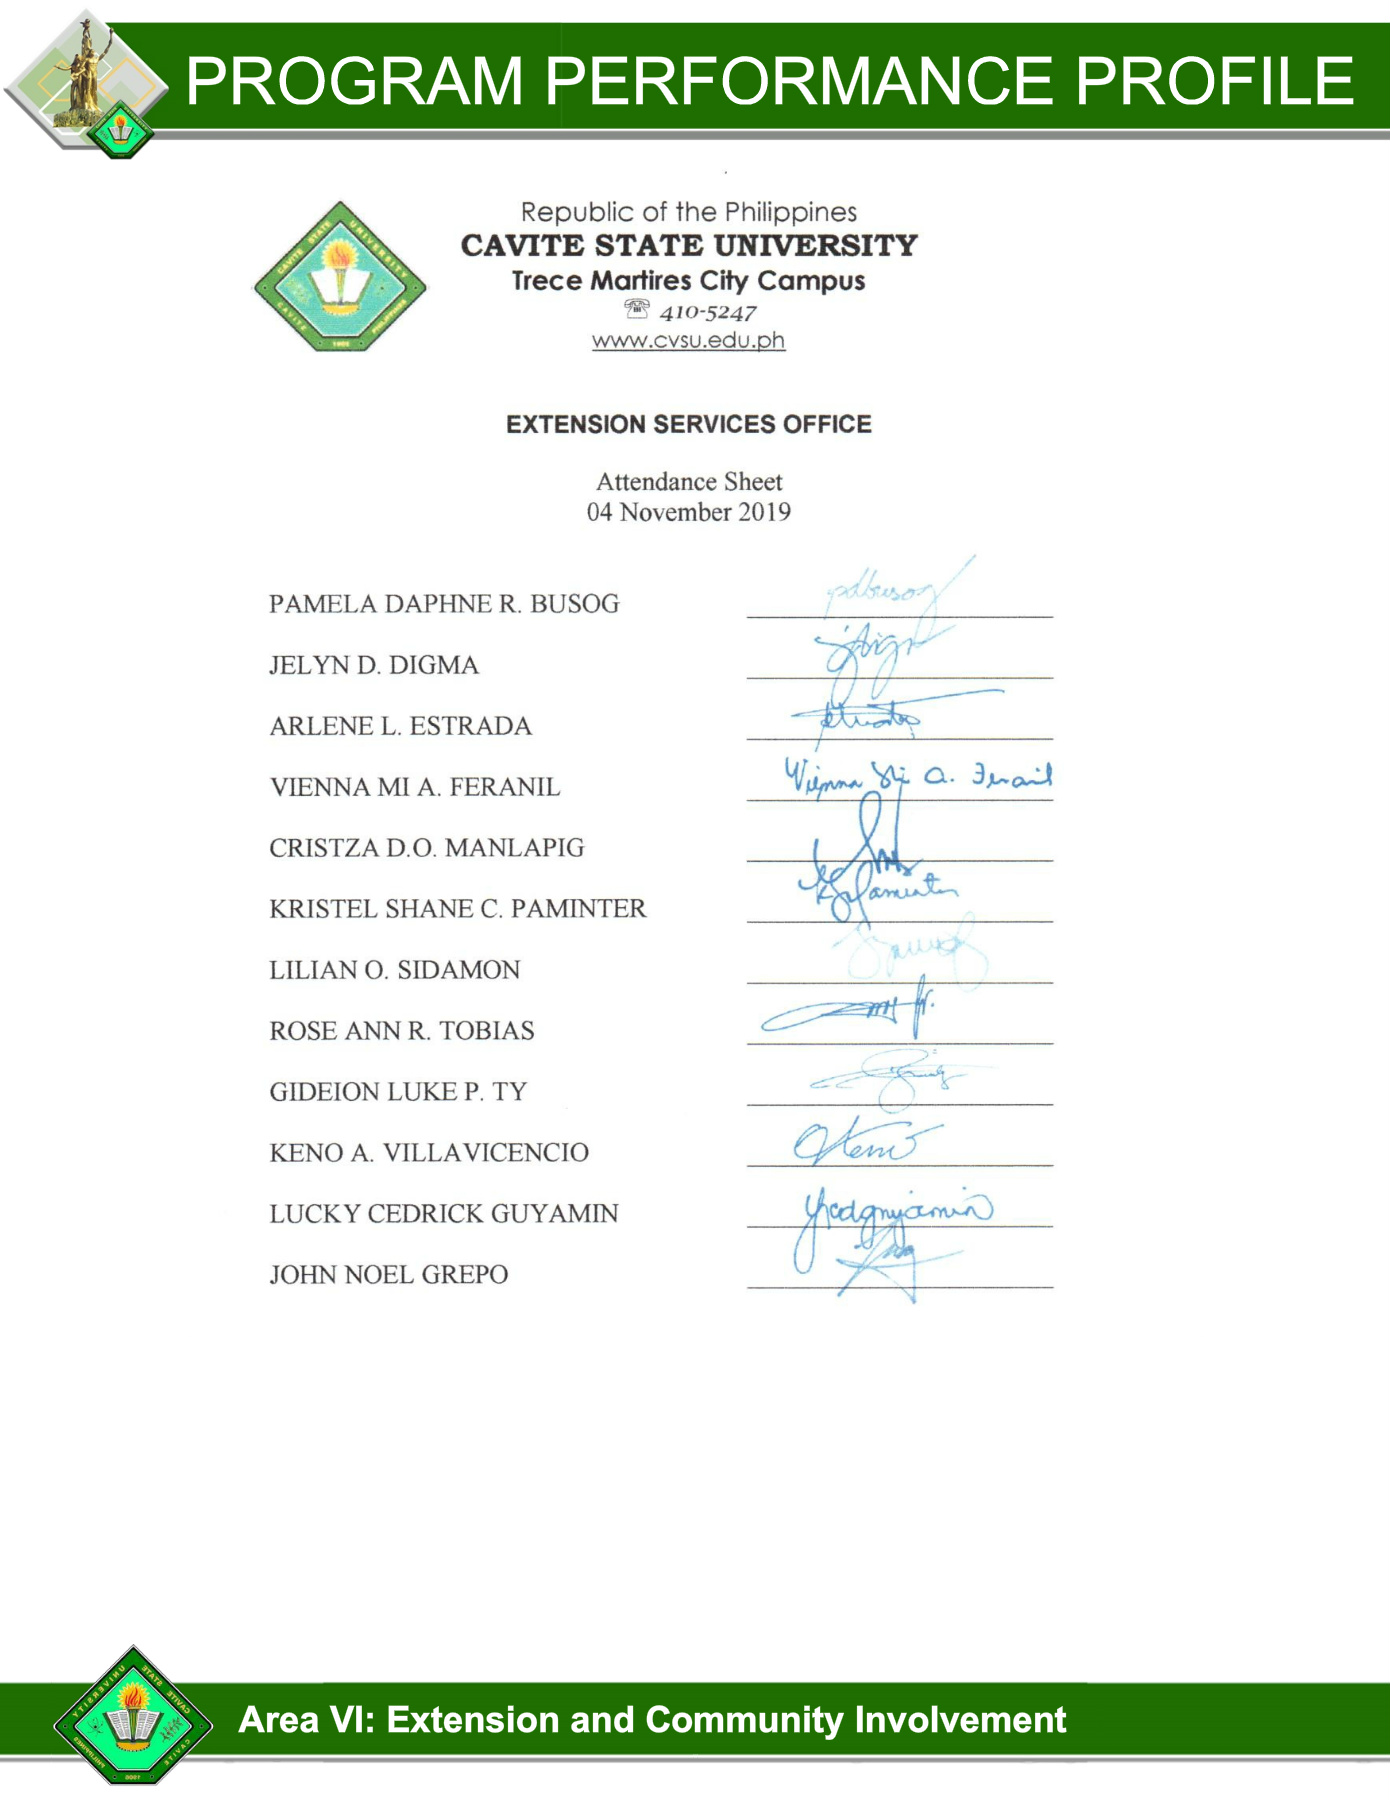 PROGRAM PERFORMANCE PROFILE
Republic of the Philippines
CAVITE STATE UNIVERSITY
Trece Martires City Campus
☏ 410-5247
www.cvsu.edu.ph
EXTENSION SERVICES OFFICE
Attendance Sheet
04 November 2019
PAMELA DAPHNE R. BUSOG pdbusog
JELYN D. DIGMA
ARLENE L. ESTRADA
VIENNA MI A. FERANIL Vienna Mi A. Feranil
CRISTZA D.O. MANLAPIG
KRISTEL SHANE C. PAMINTER
LILIAN O. SIDAMON
ROSE ANN R. TOBIAS
GIDEION LUKE P. TY
KENO A. VILLAVICENCIO
LUCKY CEDRICK GUYAMIN
JOHN NOEL GREPO
Area VI: Extension and Community Involvement